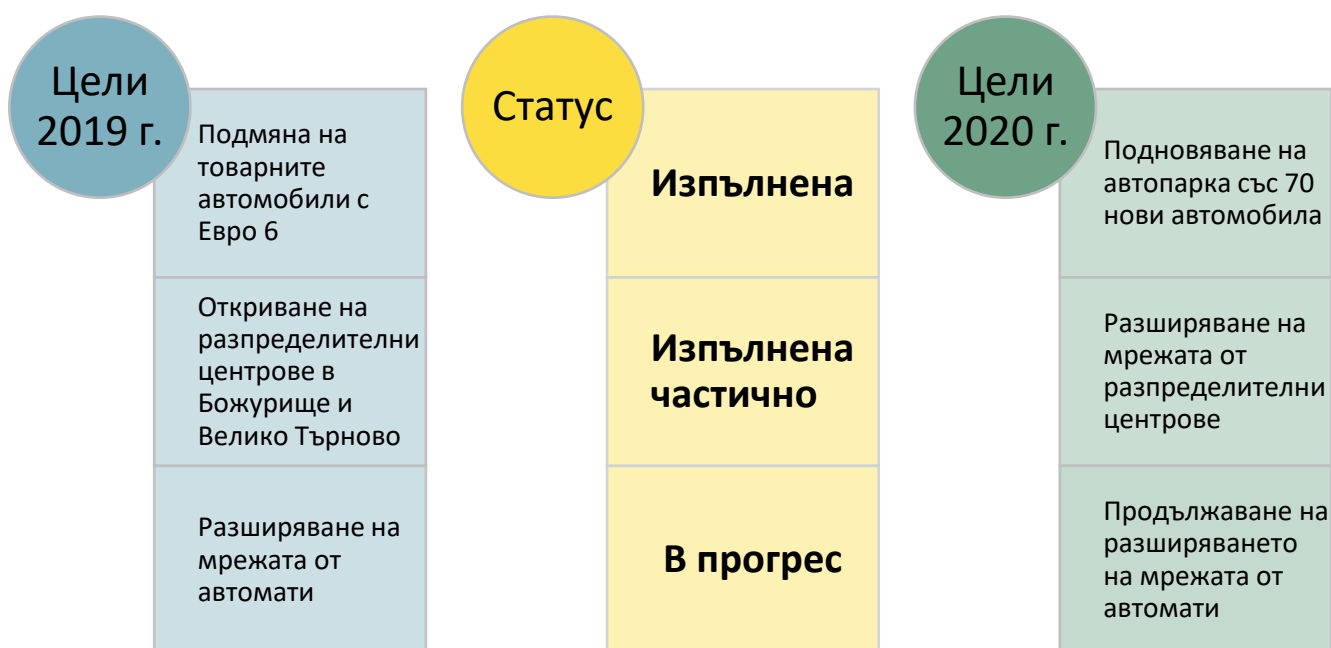 Цели
2019 г.
Подмяна на
товарните
автомобили с
Евро 6
Откриване на
разпределителни
центрове в
Божурище и
Велико Търново
Разширяване на
мрежата от
автомати
Статус
Изпълнена
Изпълнена
частично
В прогрес
Цели
2020 г.
Подновяване на
автопарка със 70
нови автомобила
Разширяване на
мрежата от
разпределителни
центрове
Продължаване на
разширяването
на мрежата от
автомати